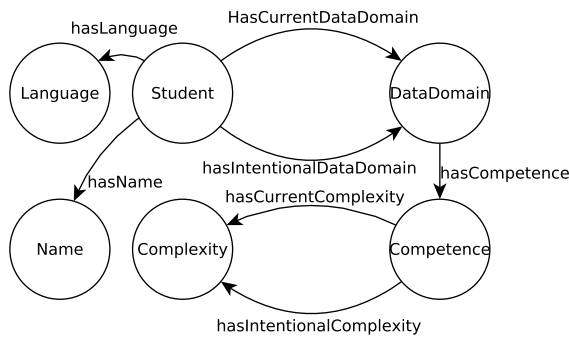 HasCurrentDataDomain
hasLanguage
Language
Student
DataDomain
hasIntentionalDataDomain
hasCompetence
hasName
hasCurrentComplexity
Name
Complexity
Competence
hasIntentionalComplexity